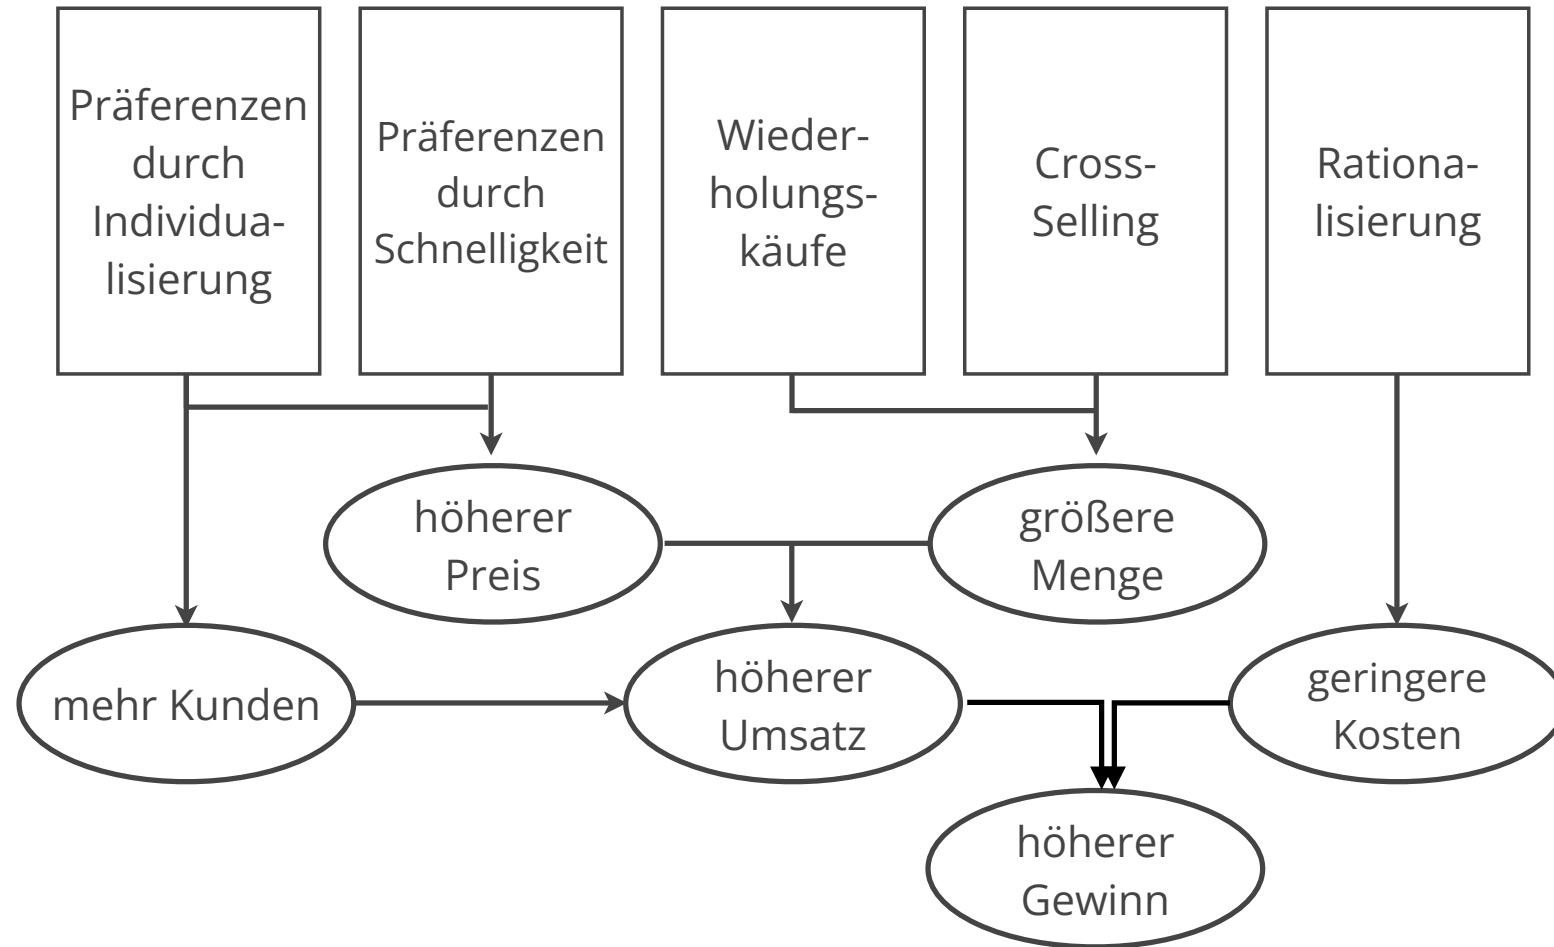 Präferenzen
durch
Individua-
lisierung
Präferenzen
durch
Schnelligkeit
Wieder-
holungs-
käufe
Cross-
Selling
Rationa-
lisierung
höherer
Preis
größere
Menge
mehr Kunden
höherer
Umsatz
geringere
Kosten
höherer
Gewinn